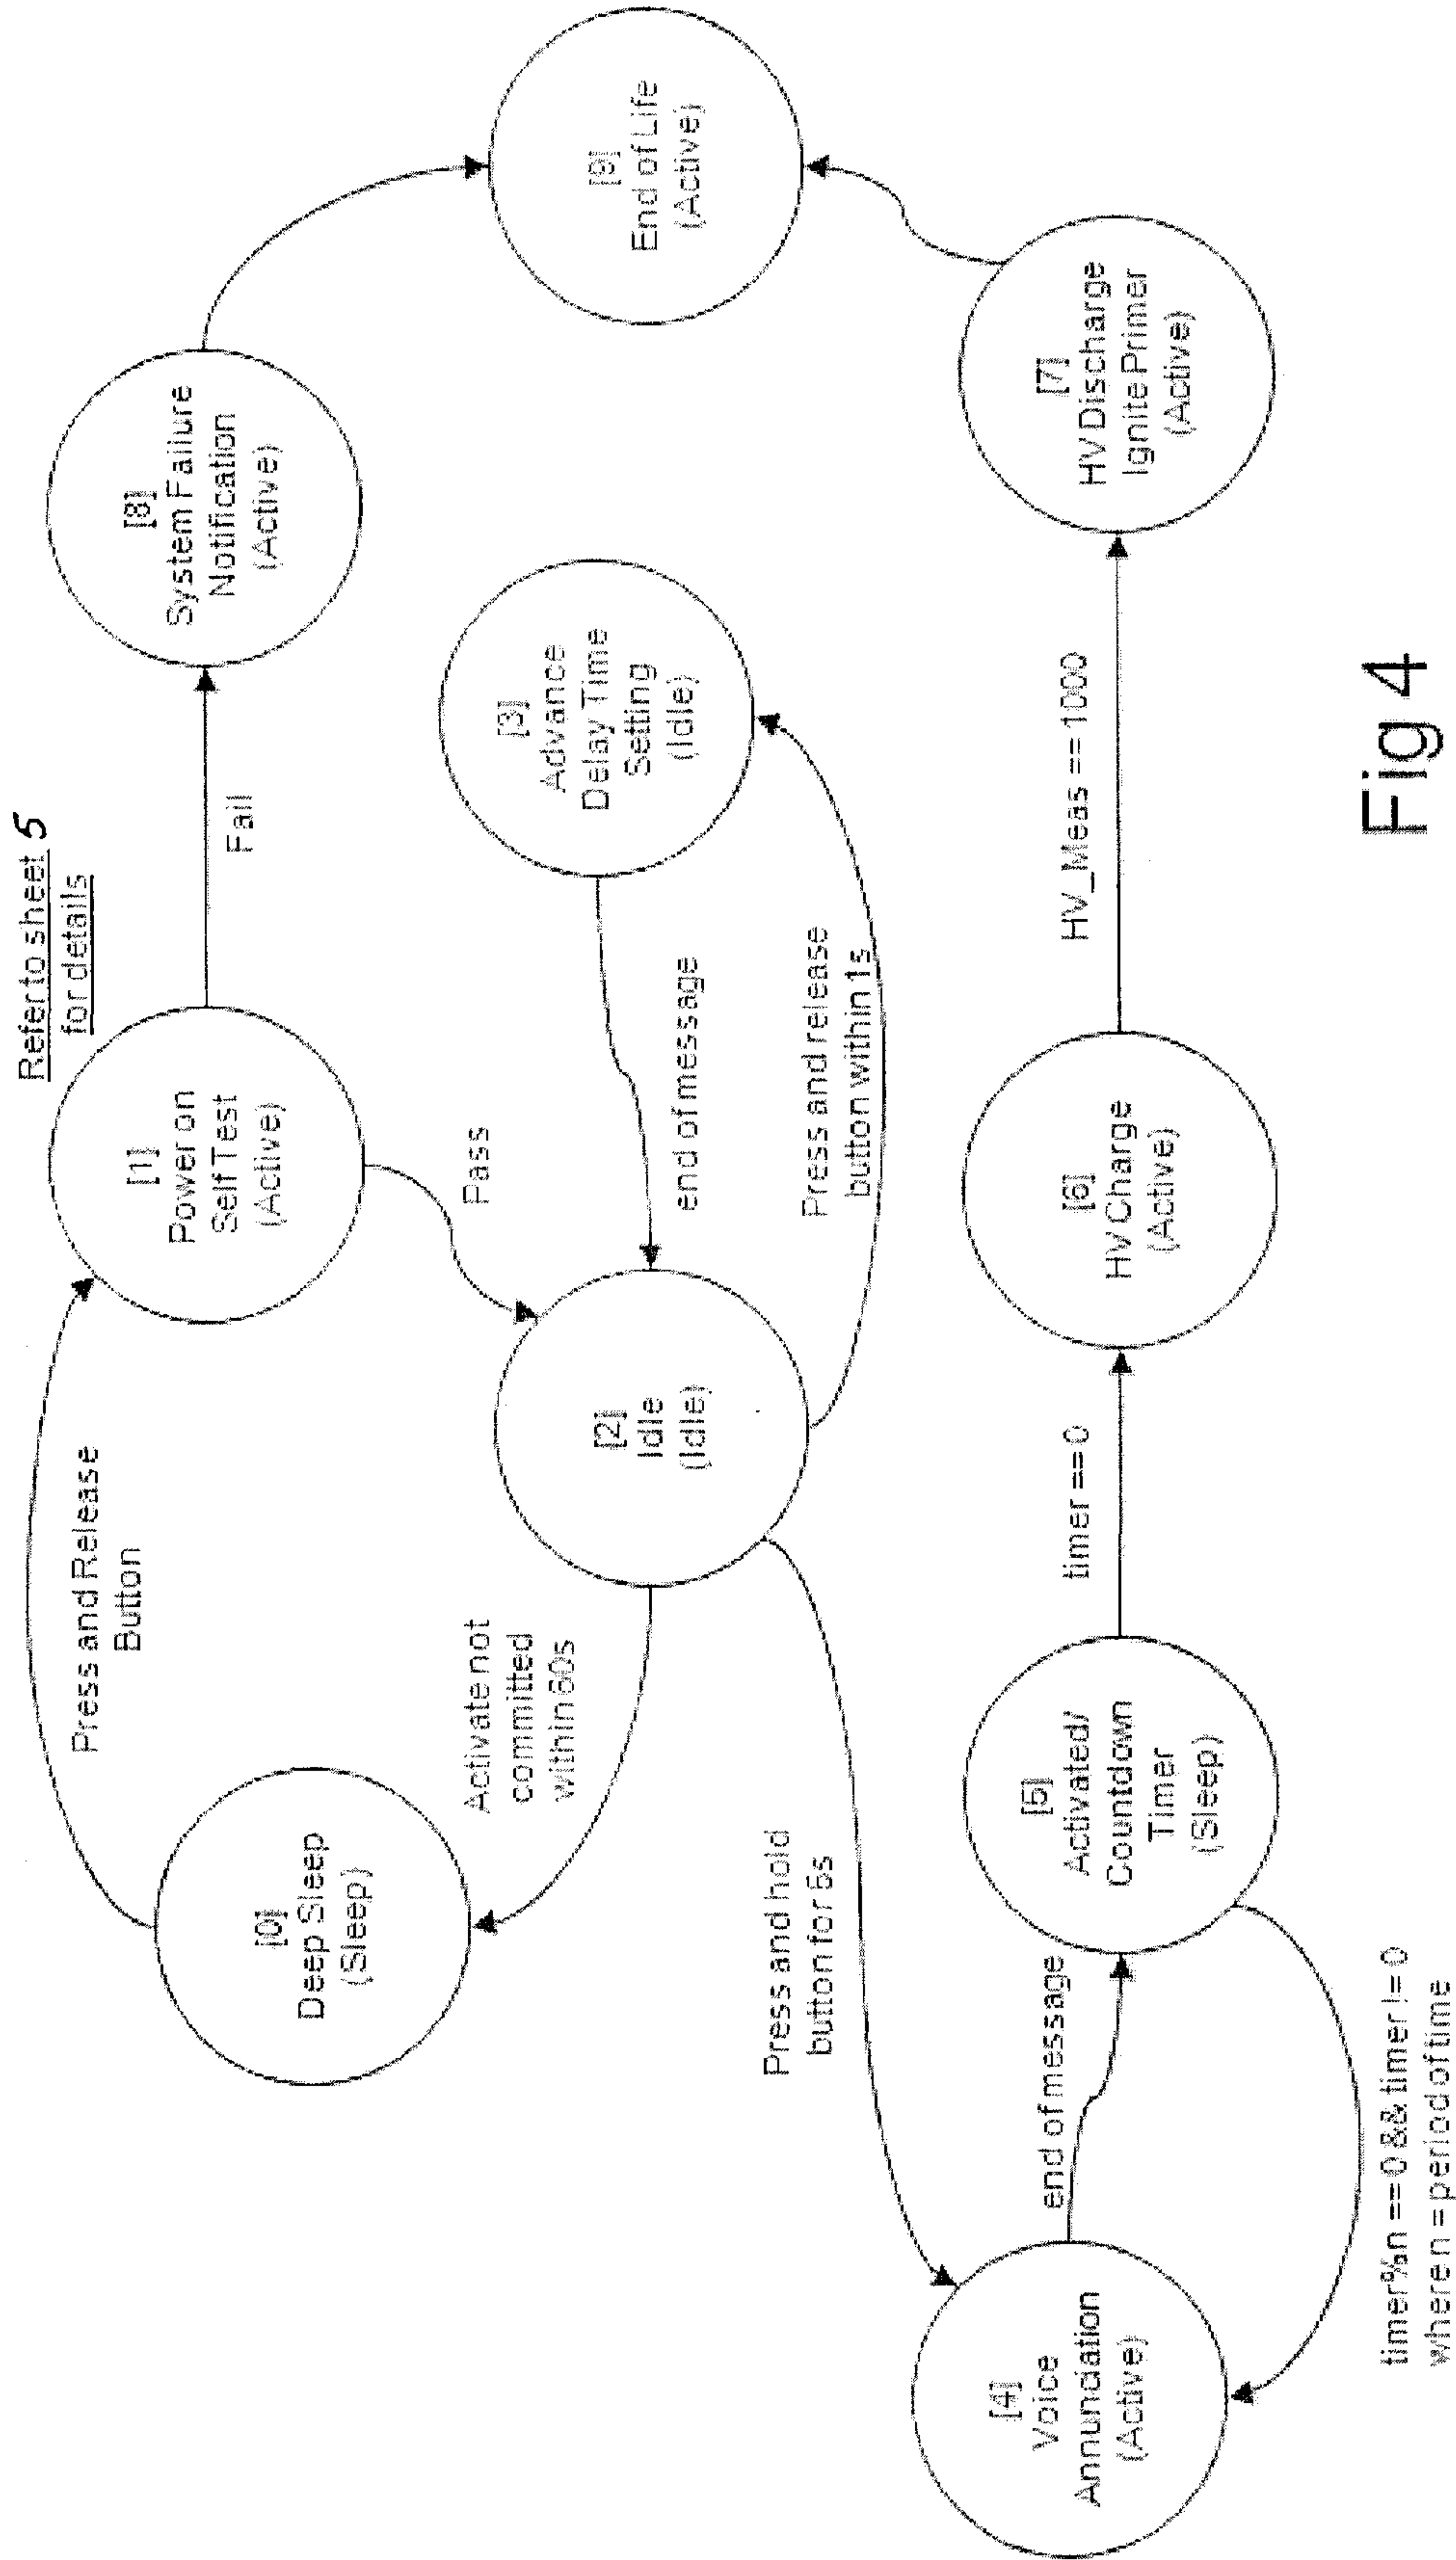 Refer to sheet 5
for details
Press and Release
Button
[1]
Power on
Self Test
(Active)
Fail
[8]
System Failure
Notification
(Active)
[0]
Deep Sleep
(Sleep)
Activate not
committed
within 60s
Pass
[2]
Idle
(Idle)
end of message
[3]
Advance
Delay Time
Setting
(Idle)
[9]
End of Life
(Active)
Press and hold
button for 5s
Press and release
button within 1s
[4]
Voice
Annunciation
(Active)
end of message
[5]
Activated/
Countdown
Timer
(Sleep)
timer ==0
[6]
HV Charge
(Active)
HV_Meas == 1000
[7]
HV Discharge
Ignite Primer
(Active)
timer%n ==0 && timer != 0
where n = period of time
Fig 4